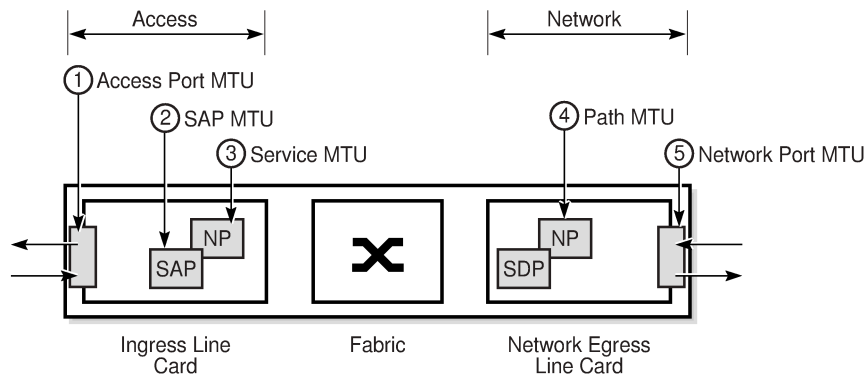 Access
Network
1 Access Port MTU
2 SAP MTU
3 Service MTU
4 Path MTU
5 Network Port MTU
NP
SAP
NP
SDP
Ingress Line
Card
Fabric
Network Egress
Line Card